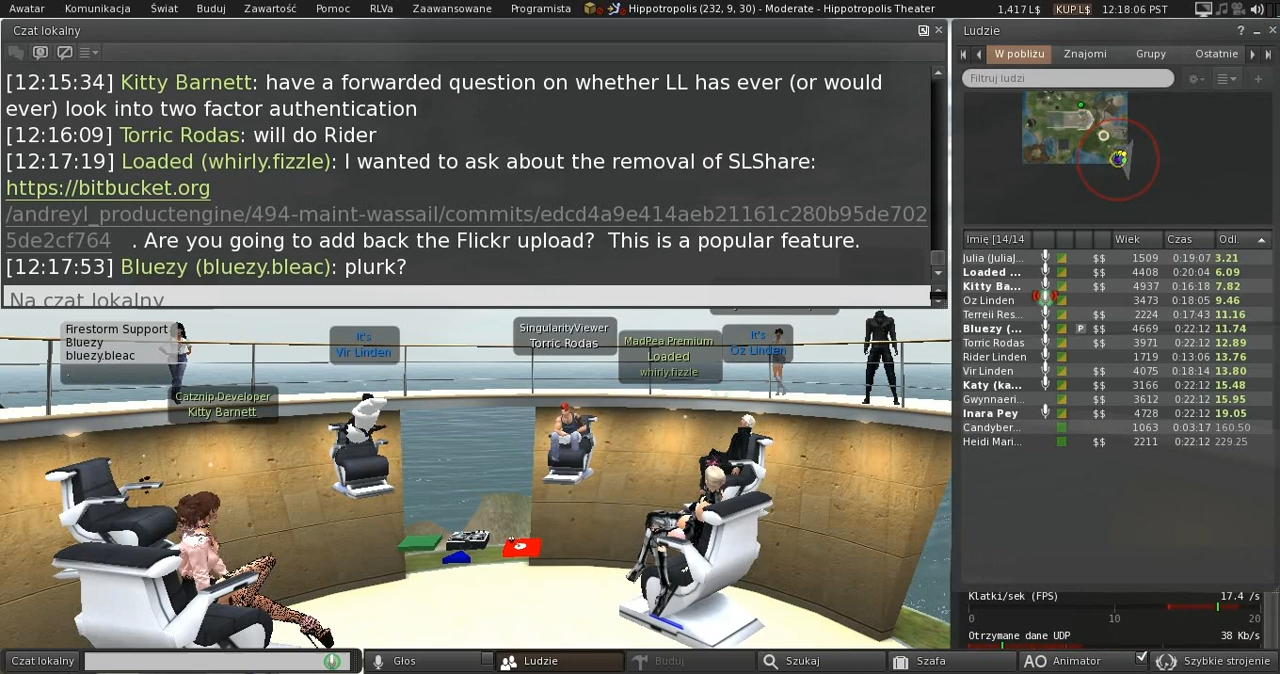 Awatar Komunikacja Świat Buduj Zawartość Pomoc RLVa Zaawansowane Programista Hippotropolis (232, 9, 30) - Moderate - Hippotropolis Theater 1,417 L$ KUP L$ 12:18:06 PST
Czat lokalny
[12:15:34] Kitty Barnett: have a forwarded question on whether LL has ever (or would
ever) look into two factor authentication
[12:16:09] Torric Rodas: will do Rider
[12:17:19] Loaded (whirly.fizzle): I wanted to ask about the removal of SLShare:
https://bitbucket.org
/andreyl_productengine/494-maint-wassail/commits/edcd4a9e414aeb21161c280b95de702
5de2cf764 . Are you going to add back the Flickr upload? This is a popular feature.
[12:17:53] Bluezy (bluezy.bleac): plurk?
Na czat lokalny
Firestorm Support
Bluezy
bluezy.bleac
It's
Vir Linden
SingularityViewer
Torric Rodas
MadPea Premium
Loaded
whirly.fizzle
It's
Oz Linden
Catznip Developer
Kitty Barnett
Ludzie
W pobliżu Znajomi Grupy Ostatnie
Filtruj ludzi
Imię [14/14 Wiek Czas Odl.
Julia (JuliaJ... $$ 1509 0:19:07 3.21
Loaded ... $$ 4408 0:20:04 6.09
Kitty Ba... $$ 4937 0:16:18 7.82
Oz Linden 3473 0:18:05 9.46
Terreii Res... $$ 2224 0:17:43 11.16
Bluezy (... P $$ 4669 0:22:12 11.74
Torric Rodas $$ 3971 0:22:12 12.89
Rider Linden 1719 0:13:06 13.76
Vir Linden $$ 4075 0:18:14 13.80
Katy (ka... $$ 3166 0:22:12 15.48
Gwynnaeri... $$ 3612 0:22:12 15.95
Inara Pey $$ 4728 0:22:12 19.05
Candyber... 1063 0:03:17 160.50
Heidi Mari... $$ 2211 0:22:12 229.25
Klatki/sek (FPS) 17.4 /s
0 10 20
Otrzymane dane UDP 38 Kb/s
Czat lokalny Głos Ludzie Buduj Szukaj Szafa AO Animator Szybkie strojenie